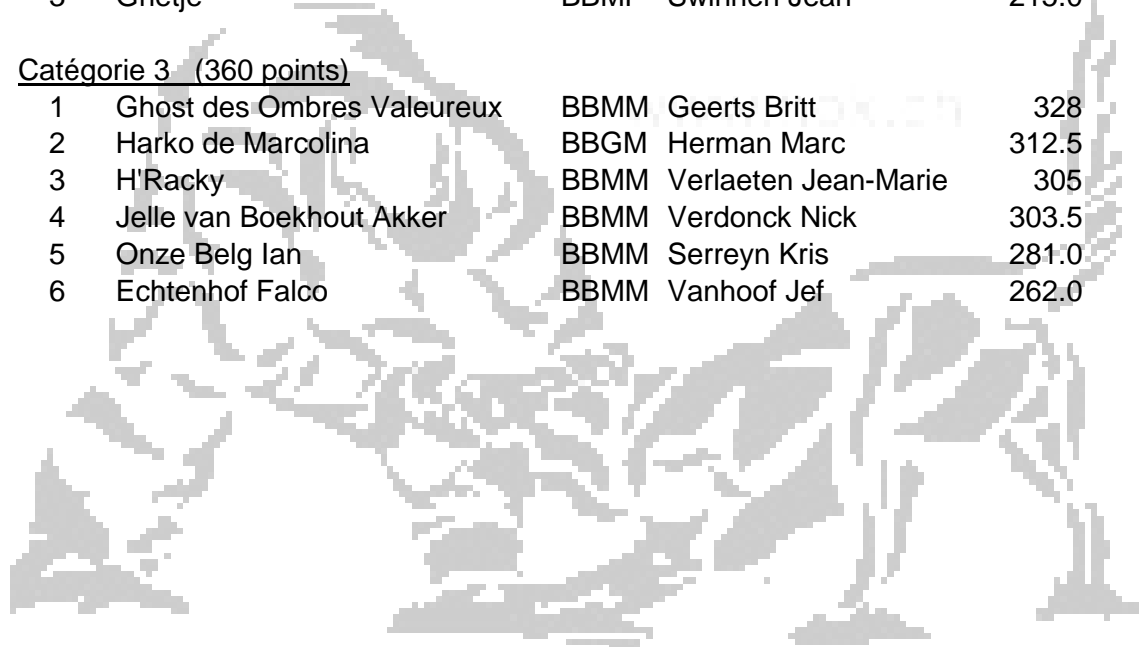 Catégorie 3 (360 points)
1 Ghost des Ombres Valeureux BBMM Geerts Britt 328
2 Harko de Marcolina BBGM Herman Marc 312.5
3 H'Racky BBMM Verlaeten Jean-Marie 305
4 Jelle van Boekhout Akker BBMM Verdonck Nick 303.5
5 Onze Belg Ian BBMM Serreyn Kris 281.0
6 Echtenhof Falco BBMM Vanhoof Jef 262.0